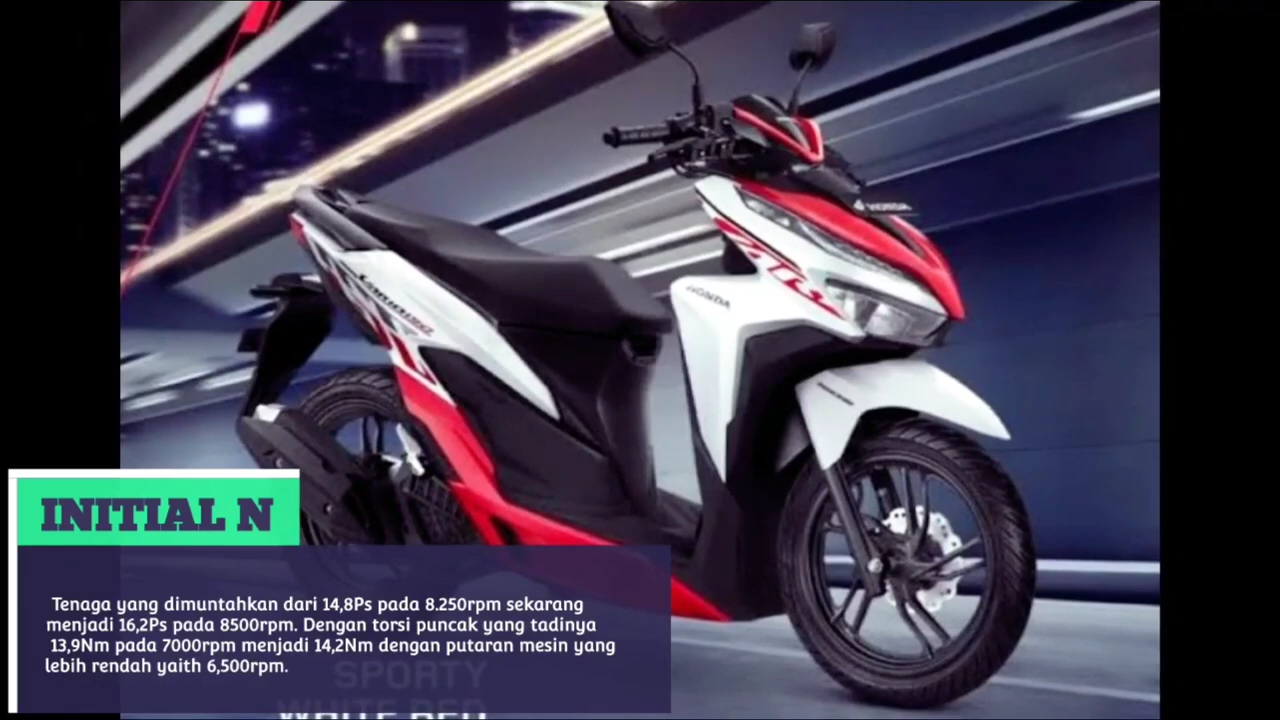 HONDA
HONDA
INITIAL N
Tenaga yang dimuntahkan dari 14,8Ps pada 8.250rpm sekarang
menjadi 16,2Ps pada 8500rpm. Dengan torsi puncak yang tadinya
13,9Nm pada 7000rpm menjadi 14,2Nm dengan putaran mesin yang
lebih rendah yaith 6,500rpm.
SPORTY
WHITE RED